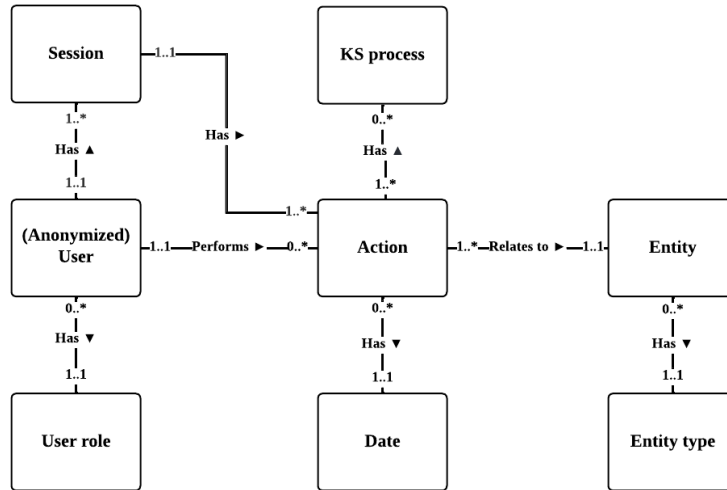 Session
1..1
KS process
1..*
0..*
Has ▲
Has ►
Has ▲
1..1
1..*
1..*
(Anonymized)
User
1..1 Performs ► 0..*
Action
1..* Relates to ► 1..1
Entity
0..*
0..*
0..*
Has ▼
Has ▼
Has ▼
1..1
1..1
1..1
User role
Date
Entity type